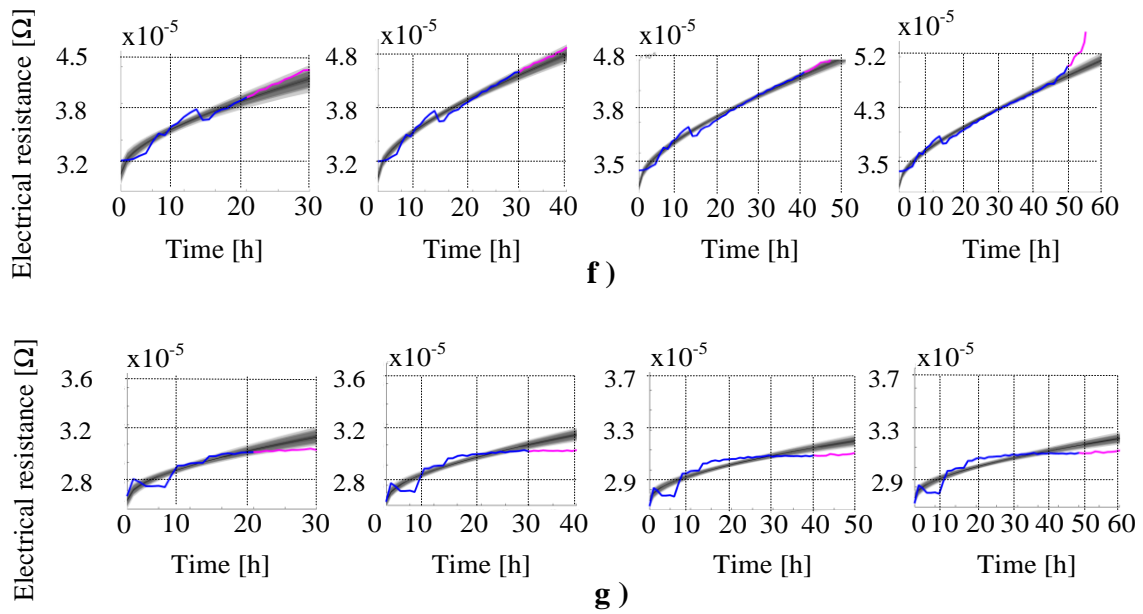 Electrical resistance [Ω]
x10-5 x10-5 x10-5
4.5 4.8 4.8 5.2
3.8 3.8 4.3
3.2 3.2 3.5 3.5
0 10 20 30 0 10 20 30 40 0 10 20 30 40 50 0 10 20 30 40 50 60
Time [h] Time [h] Time [h] Time [h]
f )
Electrical resistance [Ω]
x10-5 x10-5 x10-5 x10-5
3.6 3.6 3.7 3.7
3.2 3.2 3.3 3.3
2.8 2.8 2.9 2.9
0 10 20 30 0 10 20 30 40 0 10 20 30 40 50 0 10 20 30 40 50 60
Time [h] Time [h] Time [h] Time [h]
g )